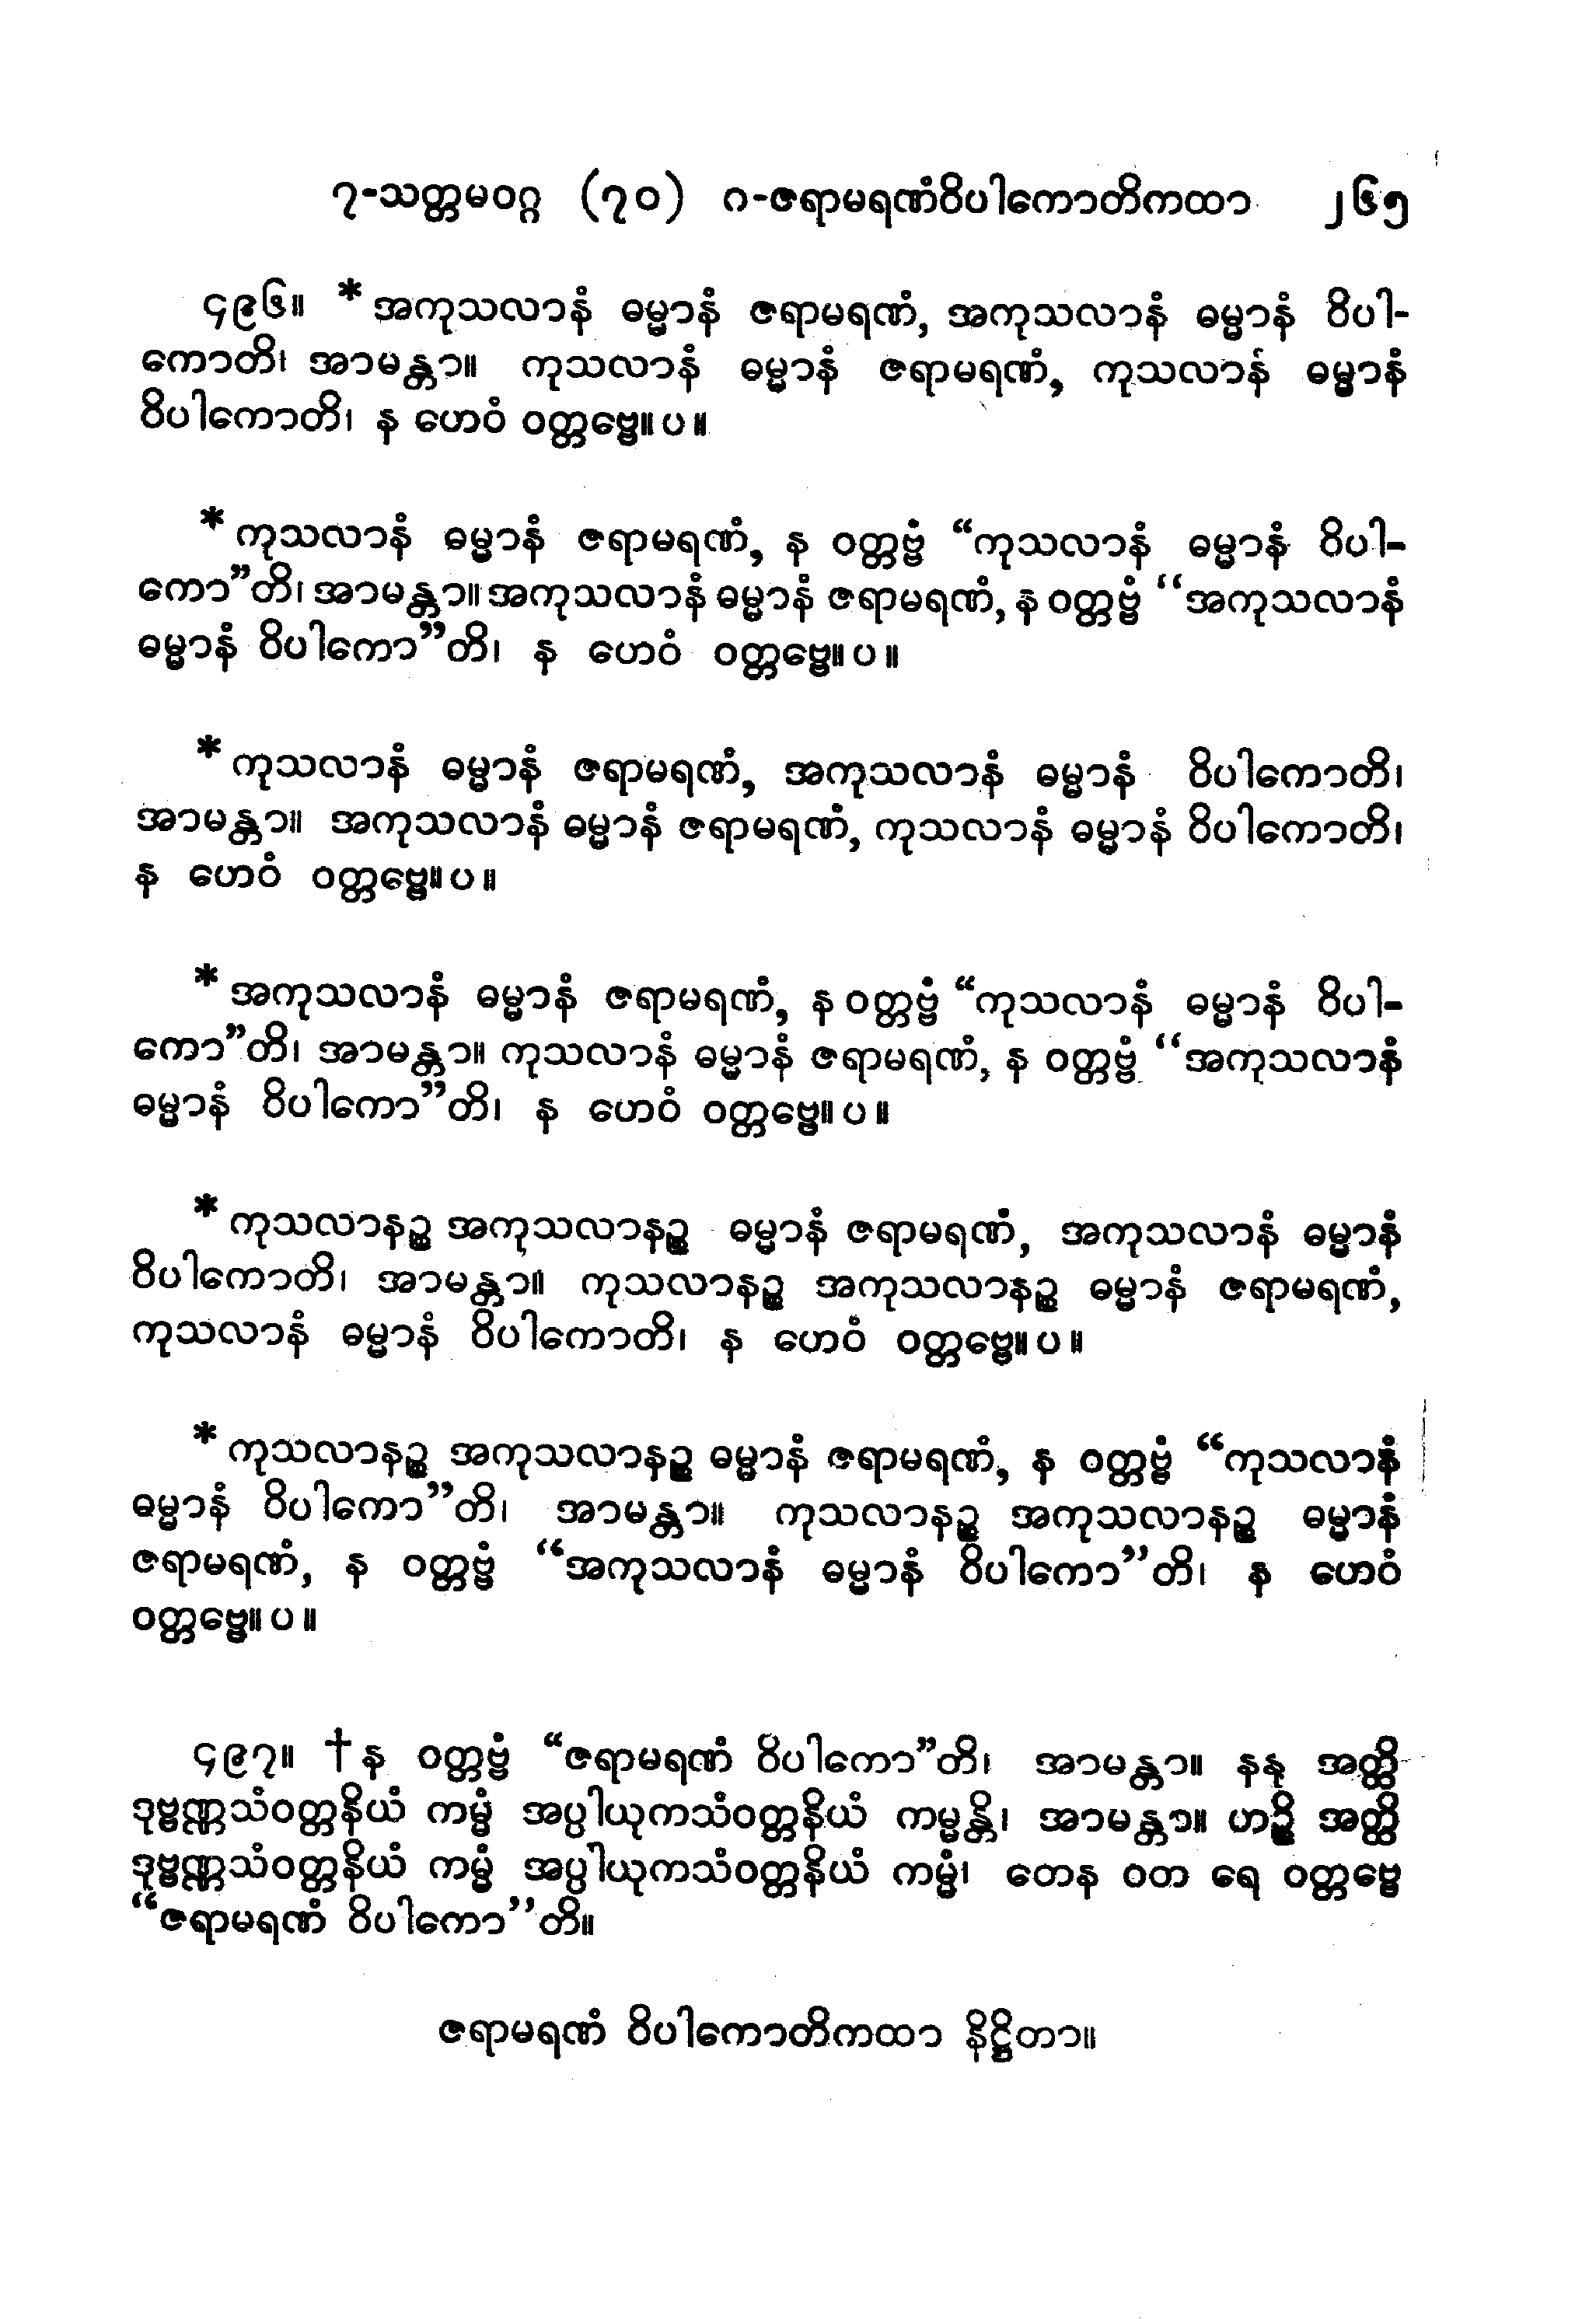 ၇-သတ္တမဝဂ္ဂ (၇၀) ဂ-ဇရာမရဏံဝိပါကောတိကထာ ၂၆၅
၄၉၆။ * အကုသလာနံ ဓမ္မာနံ ဇရာမရဏံ, အကုသလာနံ ဓမ္မာနံ ဝိပါ-
ကောတိ၊ အာမန္တာ။ ကုသလာနံ ဓမ္မာနံ ဇရာမရဏံ, ကုသလာနံ ဓမ္မာနံ
ဝိပါကောတိ၊ န ဟေဝံ ဝတ္တဗ္ဗေ။ ပ ။
* ကုသလာနံ ဓမ္မာနံ ဇရာမရဏံ, န ဝတ္တဗ္ဗံ “ကုသလာနံ ဓမ္မာနံ ဝိပါ-
ကော”တိ၊ အာမန္တာ။ အကုသလာနံ ဓမ္မာနံ ဇရာမရဏံ, န ဝတ္တဗ္ဗံ “အကုသလာနံ
ဓမ္မာနံ ဝိပါကော”တိ၊ န ဟေဝံ ဝတ္တဗ္ဗေ။ ပ ။
* ကုသလာနံ ဓမ္မာနံ ဇရာမရဏံ, အကုသလာနံ ဓမ္မာနံ ဝိပါကောတိ၊
အာမန္တာ။ အကုသလာနံ ဓမ္မာနံ ဇရာမရဏံ, ကုသလာနံ ဓမ္မာနံ ဝိပါကောတိ၊
န ဟေဝံ ဝတ္တဗ္ဗေ။ ပ ။
* အကုသလာနံ ဓမ္မာနံ ဇရာမရဏံ, န ဝတ္တဗ္ဗံ “ကုသလာနံ ဓမ္မာနံ ဝိပါ-
ကော”တိ၊ အာမန္တာ။ ကုသလာနံ ဓမ္မာနံ ဇရာမရဏံ, န ဝတ္တဗ္ဗံ “အကုသလာနံ
ဓမ္မာနံ ဝိပါကော”တိ၊ န ဟေဝံ ဝတ္တဗ္ဗေ။ ပ ။
* ကုသလာနဉ္စ အကုသလာနဉ္စ ဓမ္မာနံ ဇရာမရဏံ, အကုသလာနံ ဓမ္မာနံ
ဝိပါကောတိ၊ အာမန္တာ။ ကုသလာနဉ္စ အကုသလာနဉ္စ ဓမ္မာနံ ဇရာမရဏံ,
ကုသလာနံ ဓမ္မာနံ ဝိပါကောတိ၊ န ဟေဝံ ဝတ္တဗ္ဗေ။ ပ ။
* ကုသလာနဉ္စ အကုသလာနဉ္စ ဓမ္မာနံ ဇရာမရဏံ, န ဝတ္တဗ္ဗံ “ကုသလာနံ
ဓမ္မာနံ ဝိပါကော”တိ၊ အာမန္တာ။ ကုသလာနဉ္စ အကုသလာနဉ္စ ဓမ္မာနံ
ဇရာမရဏံ, န ဝတ္တဗ္ဗံ “အကုသလာနံ ဓမ္မာနံ ဝိပါကော”တိ၊ န ဟေဝံ
ဝတ္တဗ္ဗေ။ ပ ။
၄၉၇။ † န ဝတ္တဗ္ဗံ “ဇရာမရဏံ ဝိပါကော”တိ၊ အာမန္တာ။ နနု အတ္ထိ
ဒုဗ္ဗဏ္ဏသံဝတ္တနိယံ ကမ္မံ အပ္ပါယုကသံဝတ္တနိယံ ကမ္မန္တိ၊ အာမန္တာ။ ဟဉ္စိ အတ္ထိ
ဒုဗ္ဗဏ္ဏသံဝတ္တနိယံ ကမ္မံ အပ္ပါယုကသံဝတ္တနိယံ ကမ္မံ၊ တေန ဝတ ရေ ဝတ္တဗ္ဗေ
“ဇရာမရဏံ ဝိပါကော”တိ။
ဇရာမရဏံ ဝိပါကောတိကထာ နိဋ္ဌိတာ။